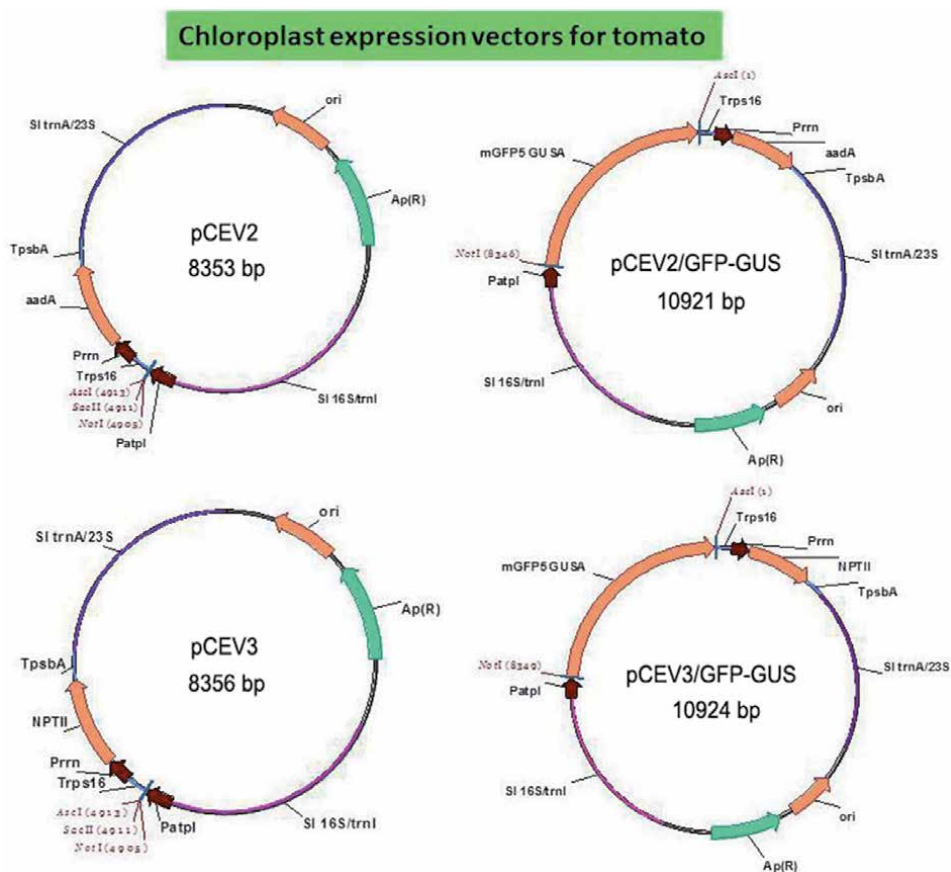 Chloroplast expression vectors for tomato
ori
Sl trnA/23S
Ap(R)
pCEV2
8353 bp
TpsbA
aadA
Prrn
Trps16
AscI (4913)
SacII (4911)
NotI (4905)
PatpI
Sl 16S/trnI
AscI (1)
Trps16
Prrn
mGFP5 GUSA
aadA
TpsbA
NotI (8346)
PatpI
pCEV2/GFP-GUS
10921 bp
Sl trnA/23S
Sl 16S/trnI
ori
Ap(R)
ori
Sl trnA/23S
Ap(R)
pCEV3
8356 bp
TpsbA
NPTII
Prrn
Trps16
AscI (4913)
SacII (4911)
NotI (4905)
PatpI
Sl 16S/trnI
AscI (1)
Trps16
Prrn
mGFP5 GUSA
NPTII
TpsbA
NotI (8349)
PatpI
pCEV3/GFP-GUS
10924 bp
Sl trnA/23S
Sl 16S/trnI
ori
Ap(R)